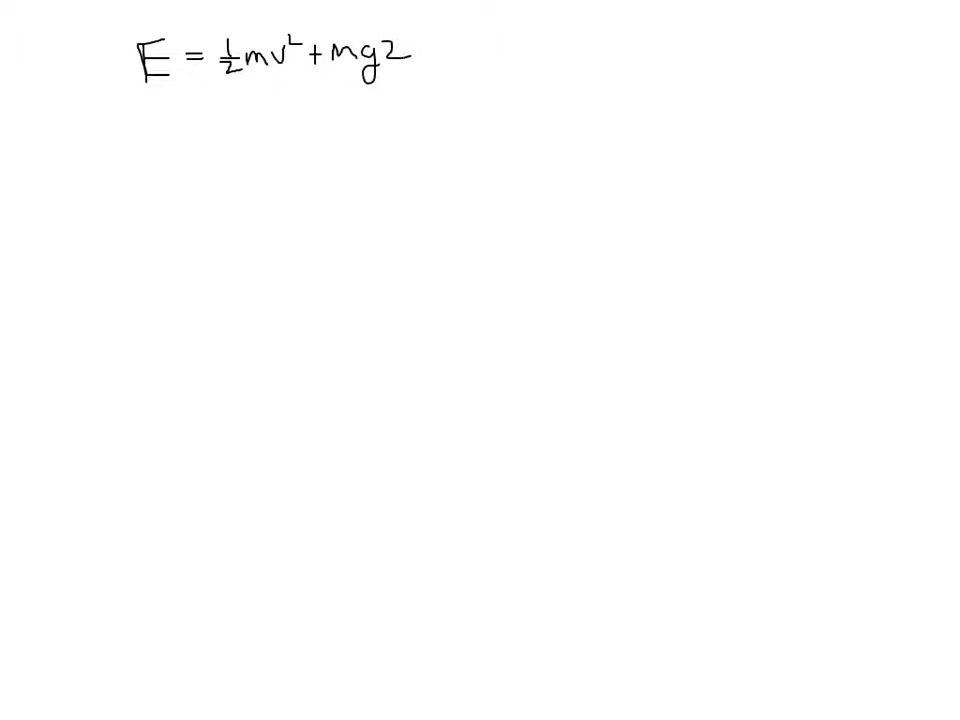 E = ½mv² + mgz